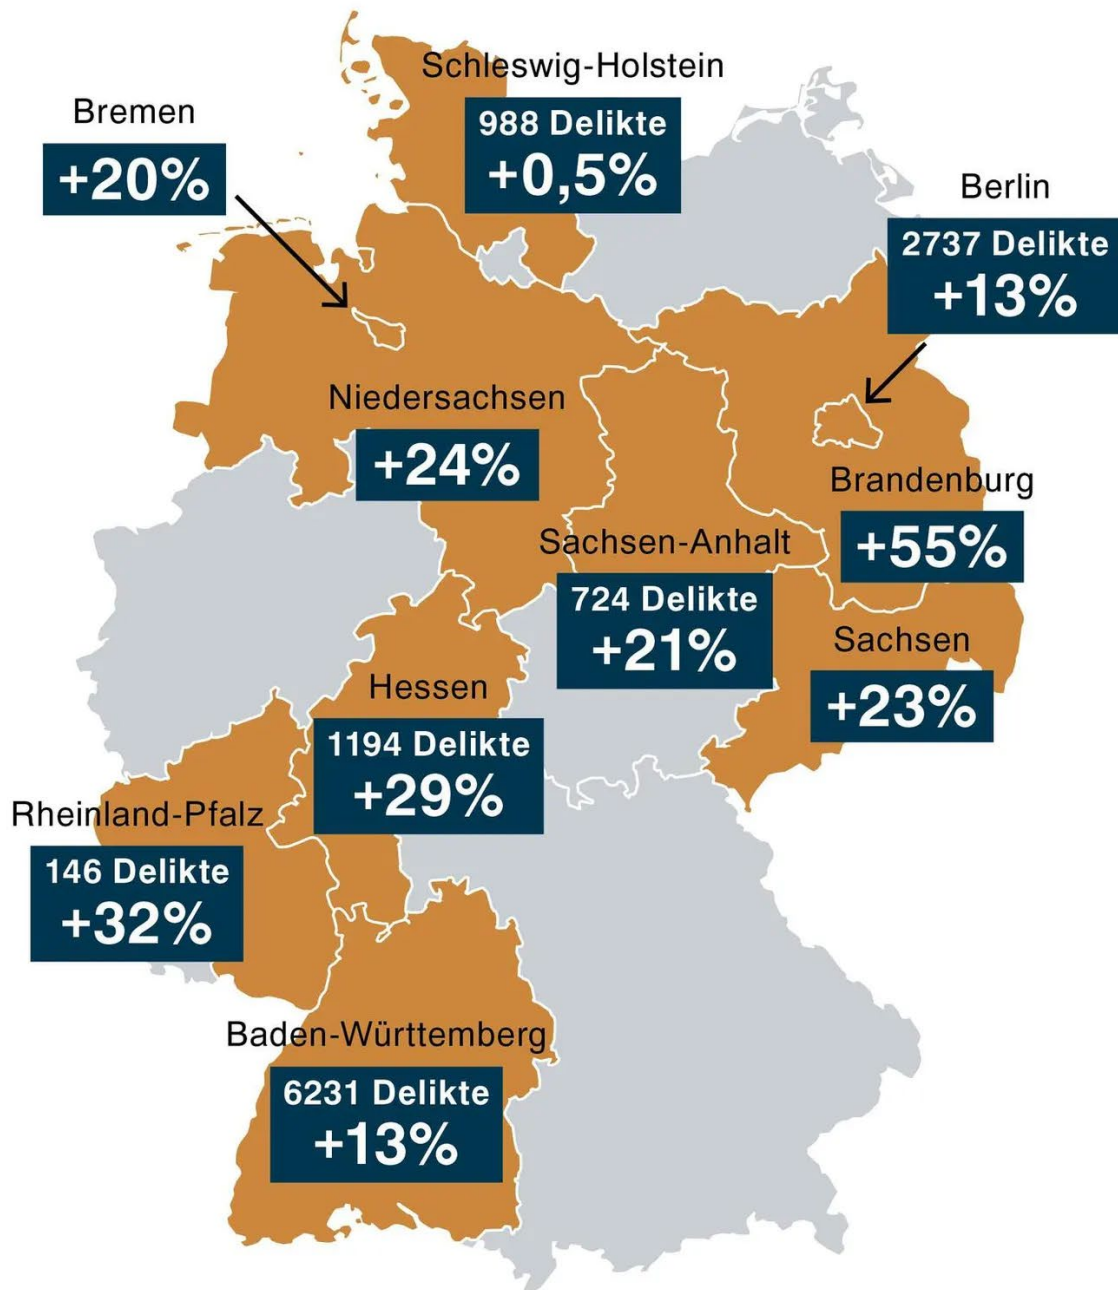 Schleswig-Holstein
988 Delikte
+0,5%
Bremen
+20%
Berlin
2737 Delikte
+13%
Niedersachsen
+24%
Brandenburg
+55%
Sachsen-Anhalt
724 Delikte
+21%
Sachsen
+23%
Hessen
1194 Delikte
+29%
Rheinland-Pfalz
146 Delikte
+32%
Baden-Württemberg
6231 Delikte
+13%